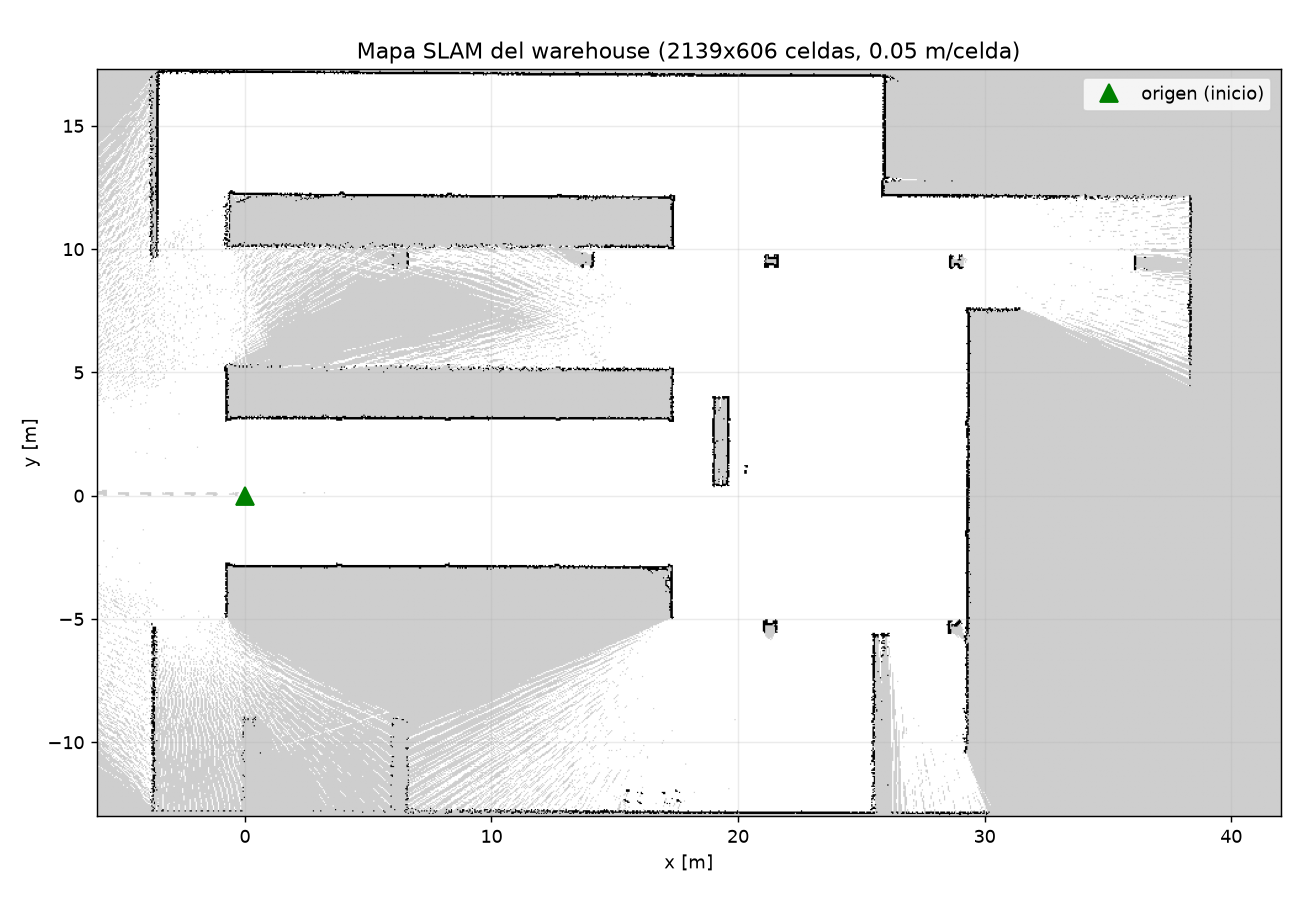 Mapa SLAM del warehouse (2139x606 celdas, 0.05 m/celda)
origen (inicio)
15
10
5
0
−5
−10
y [m]
0
10
20
30
40
x [m]